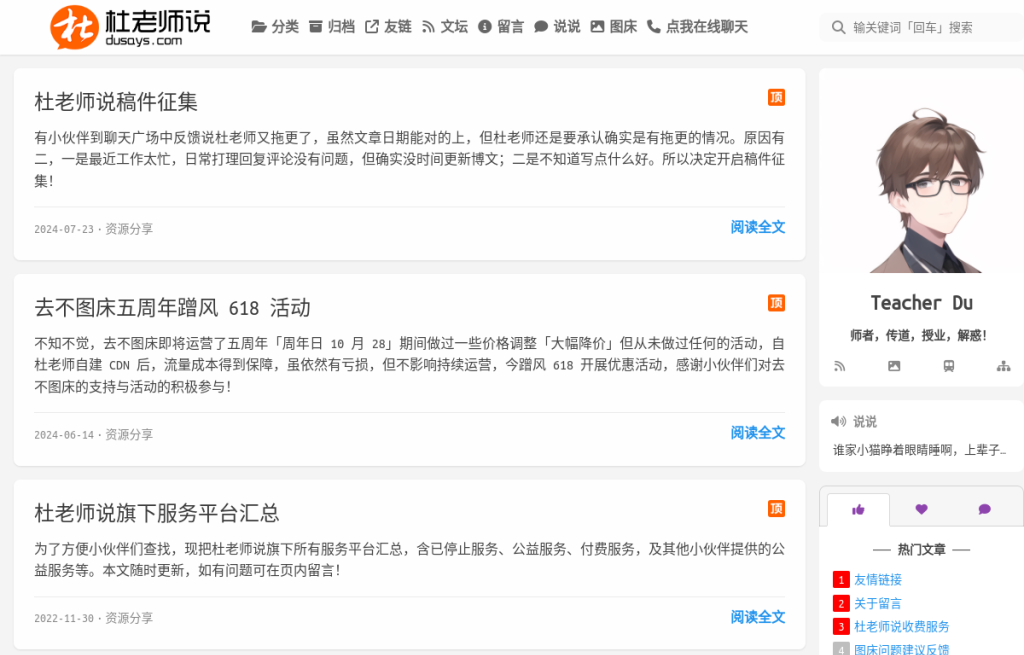 杜老师说
dusays.com
分类 归档 友链 文坛 留言 说说 图床 点我在线聊天
输关键词「回车」搜索
杜老师说稿件征集
顶
有小伙伴到聊天广场中反馈说杜老师又拖更了，虽然文章日期能对的上，但杜老师还是要承认确实是有拖更的情况。原因有
二，一是最近工作太忙，日常打理回复评论没有问题，但确实没时间更新博文；二是不知道写点什么好。所以决定开启稿件征
集！
2024-07-23 · 资源分享
阅读全文
去不图床五周年蹭风 618 活动
顶
不知不觉，去不图床即将运营了五周年「周年日 10 月 28」期间做过一些价格调整「大幅降价」但从未做过任何的活动，自
杜老师自建 CDN 后，流量成本得到保障，虽依然有亏损，但不影响持续运营，今蹭风 618 开展优惠活动，感谢小伙伴们对去
不图床的支持与活动的积极参与！
2024-06-14 · 资源分享
阅读全文
杜老师说旗下服务平台汇总
顶
为了方便小伙伴们查找，现把杜老师说旗下所有服务平台汇总，含已停止服务、公益服务、付费服务，及其他小伙伴提供的公
益服务等。本文随时更新，如有问题可在页内留言！
2022-11-30 · 资源分享
阅读全文
Teacher Du
师者，传道，授业，解惑！
说说
谁家小猫睁着眼睛睡啊，上辈子…
热门文章
1 友情链接
2 关于留言
3 杜老师说收费服务
4 图床问题建议反馈